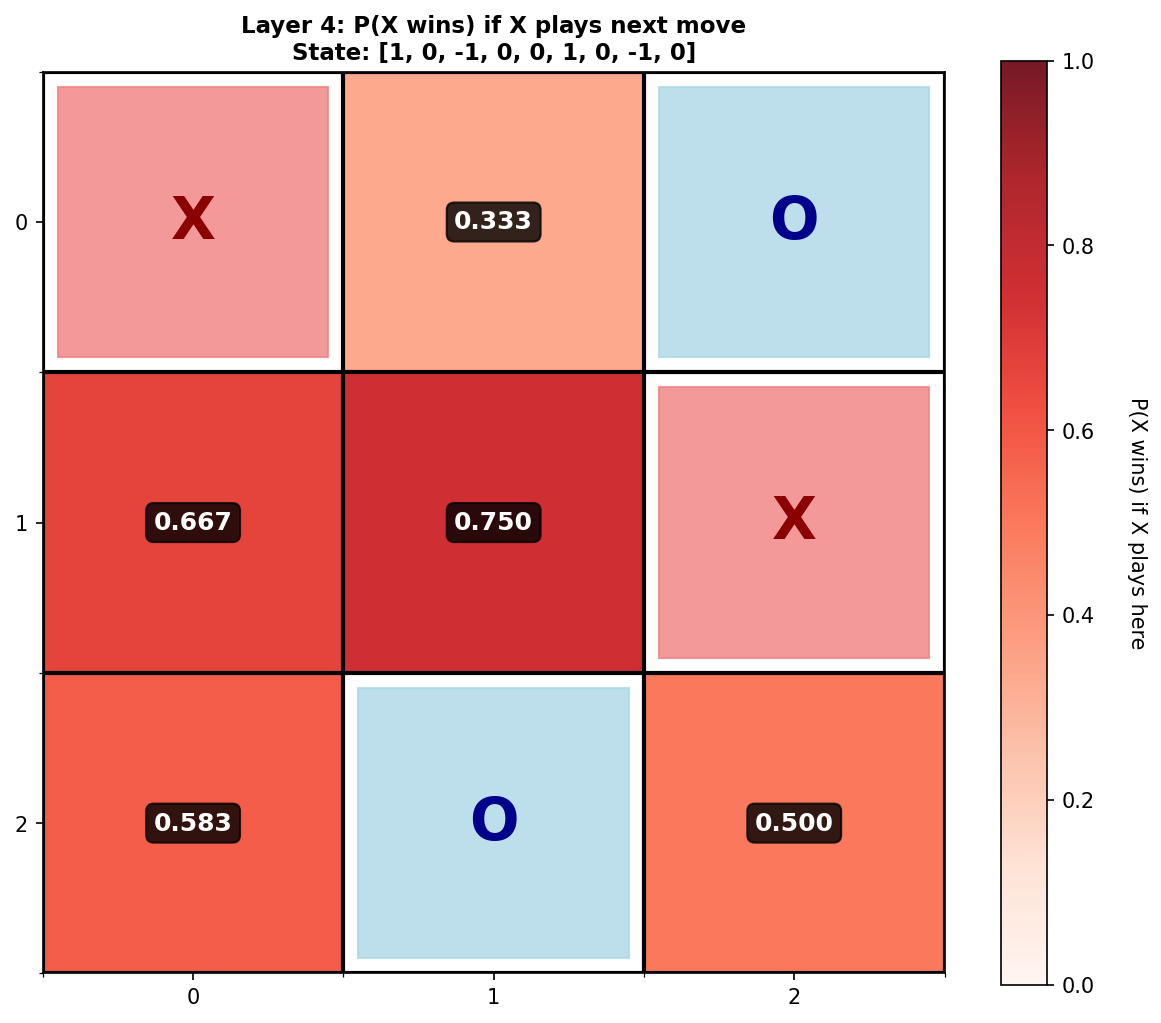 Layer 4: P(X wins) if X plays next move
State: [1, 0, -1, 0, 0, 1, 0, -1, 0]
X 0.333 O
0.667 0.750 X
0.583 O 0.500
0
1
2
0 1 2
1.0
0.8
0.6
0.4
0.2
0.0
P(X wins) if X plays here